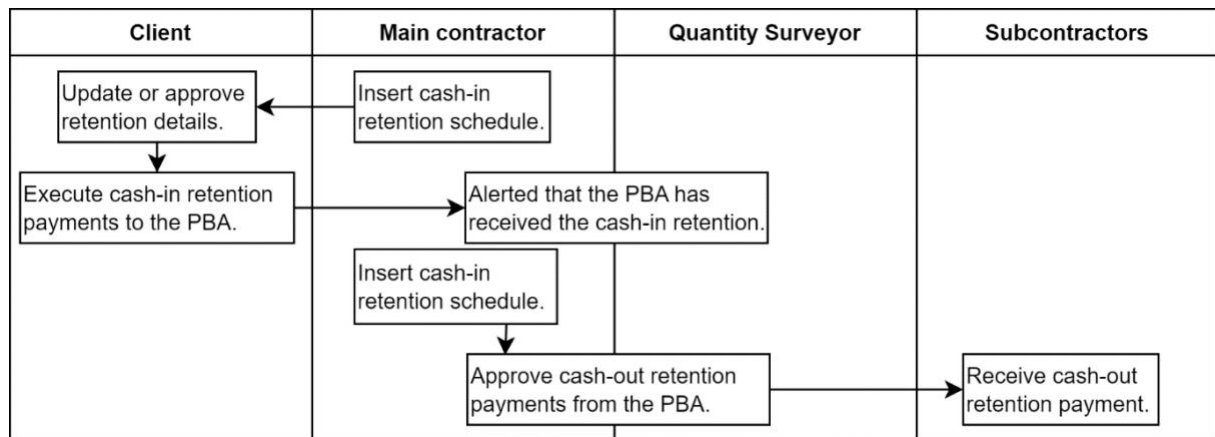 Client
Main contractor
Quantity Surveyor
Subcontractors
Update or approve
retention details.
Insert cash-in
retention schedule.
Execute cash-in retention
payments to the PBA.
Alerted that the PBA has
received the cash-in retention.
Insert cash-in
retention schedule.
Approve cash-out retention
payments from the PBA.
Receive cash-out
retention payment.